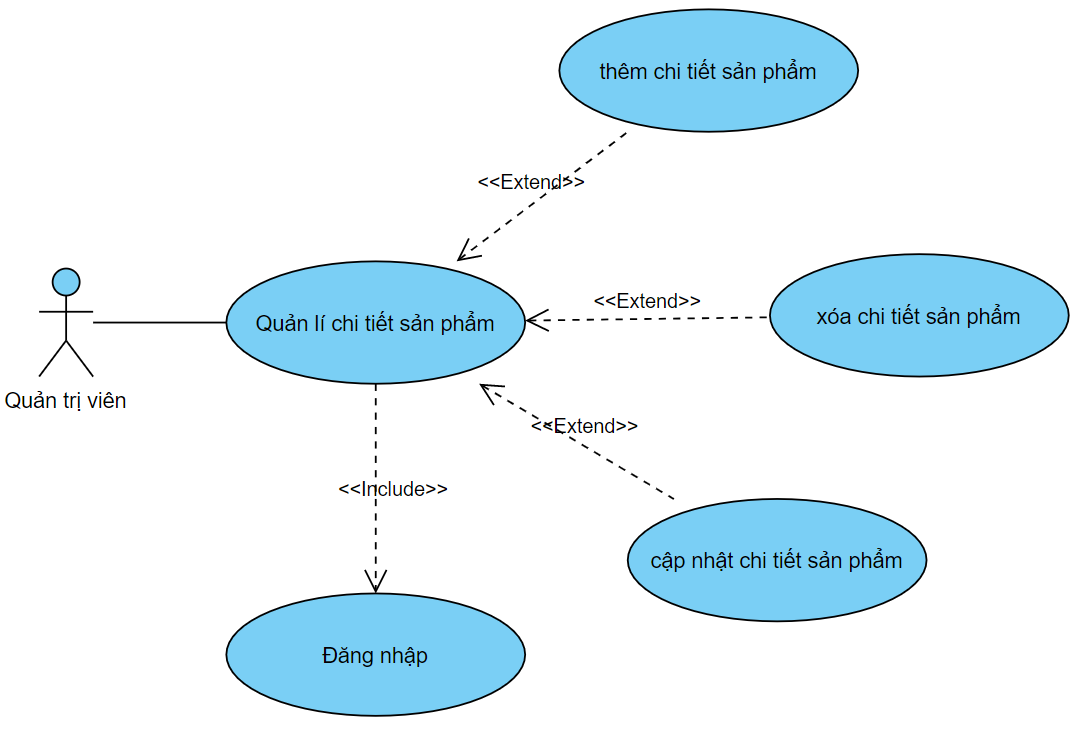 thêm chi tiết sản phẩm
<<Extend>>
<<Extend>>
xóa chi tiết sản phẩm
Quản lí chi tiết sản phẩm
Quản trị viên
<<Extend>>
<<Include>>
cập nhật chi tiết sản phẩm
Đăng nhập